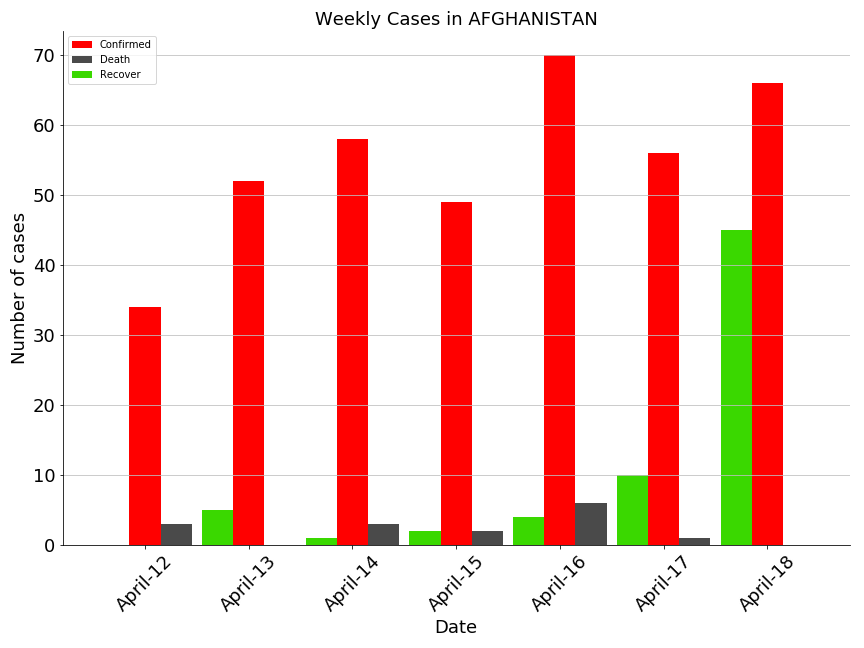 Weekly Cases in AFGHANISTAN
Confirmed
Death
Recover
70
60
50
40
30
20
10
0
Number of cases
April-12
April-13
April-14
April-15
April-16
April-17
April-18
Date